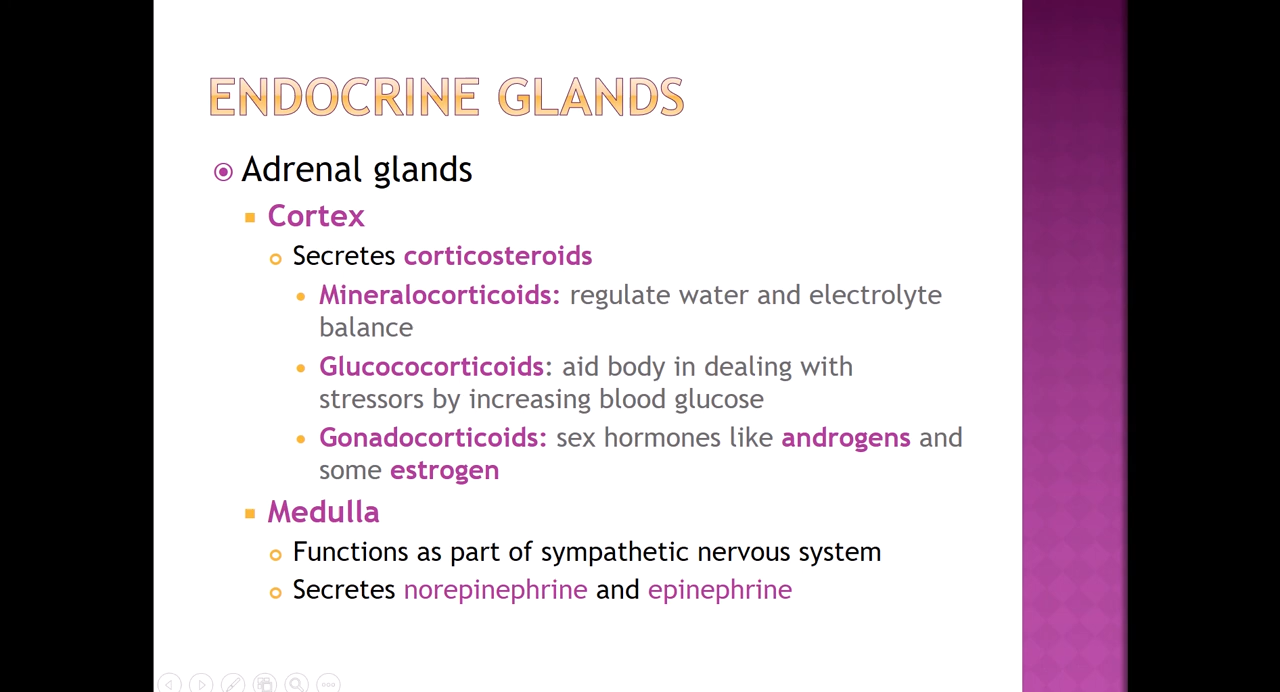 ENDOCRINE GLANDS
Adrenal glands
Cortex
Secretes corticosteroids
Mineralocorticoids: regulate water and electrolyte
balance
Glucococorticoids: aid body in dealing with
stressors by increasing blood glucose
Gonadocorticoids: sex hormones like androgens and
some estrogen
Medulla
Functions as part of sympathetic nervous system
Secretes norepinephrine and epinephrine